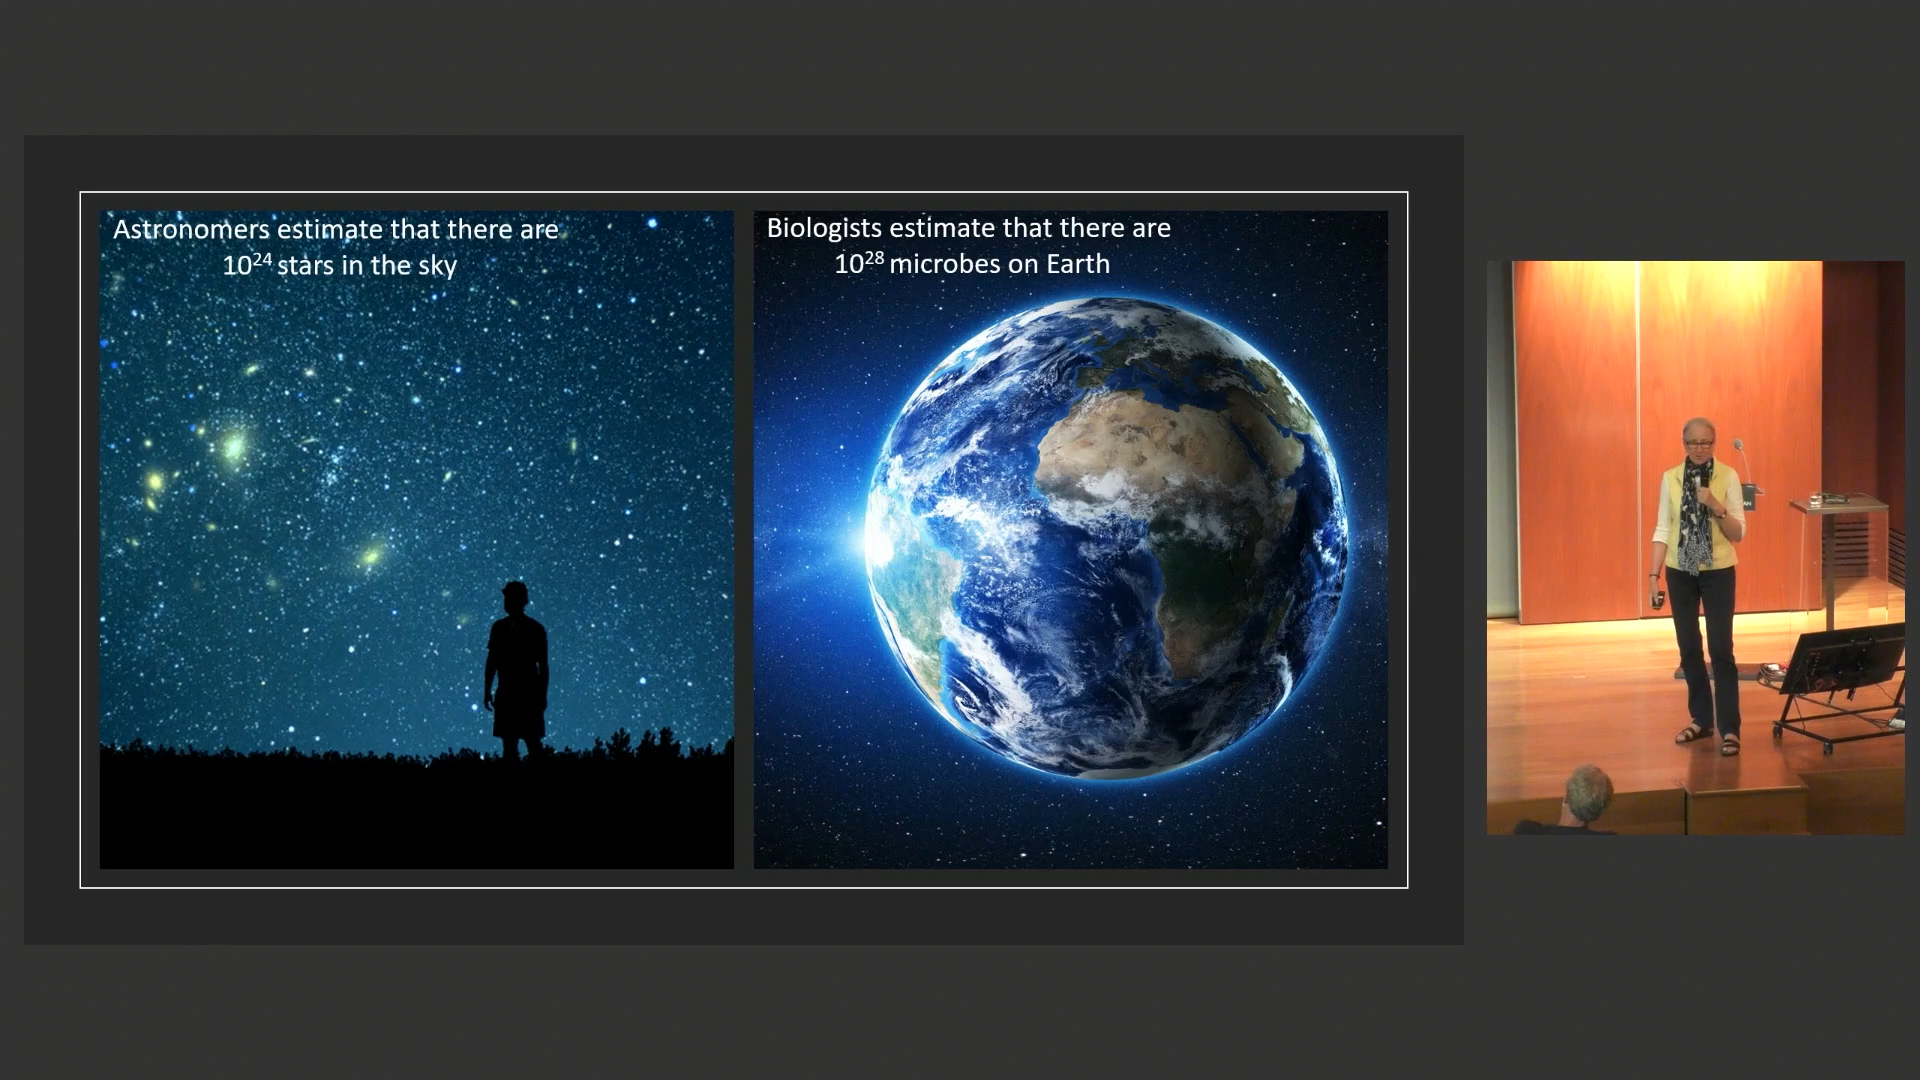 Astronomers estimate that there are
10²⁴ stars in the sky
Biologists estimate that there are
10²⁸ microbes on Earth